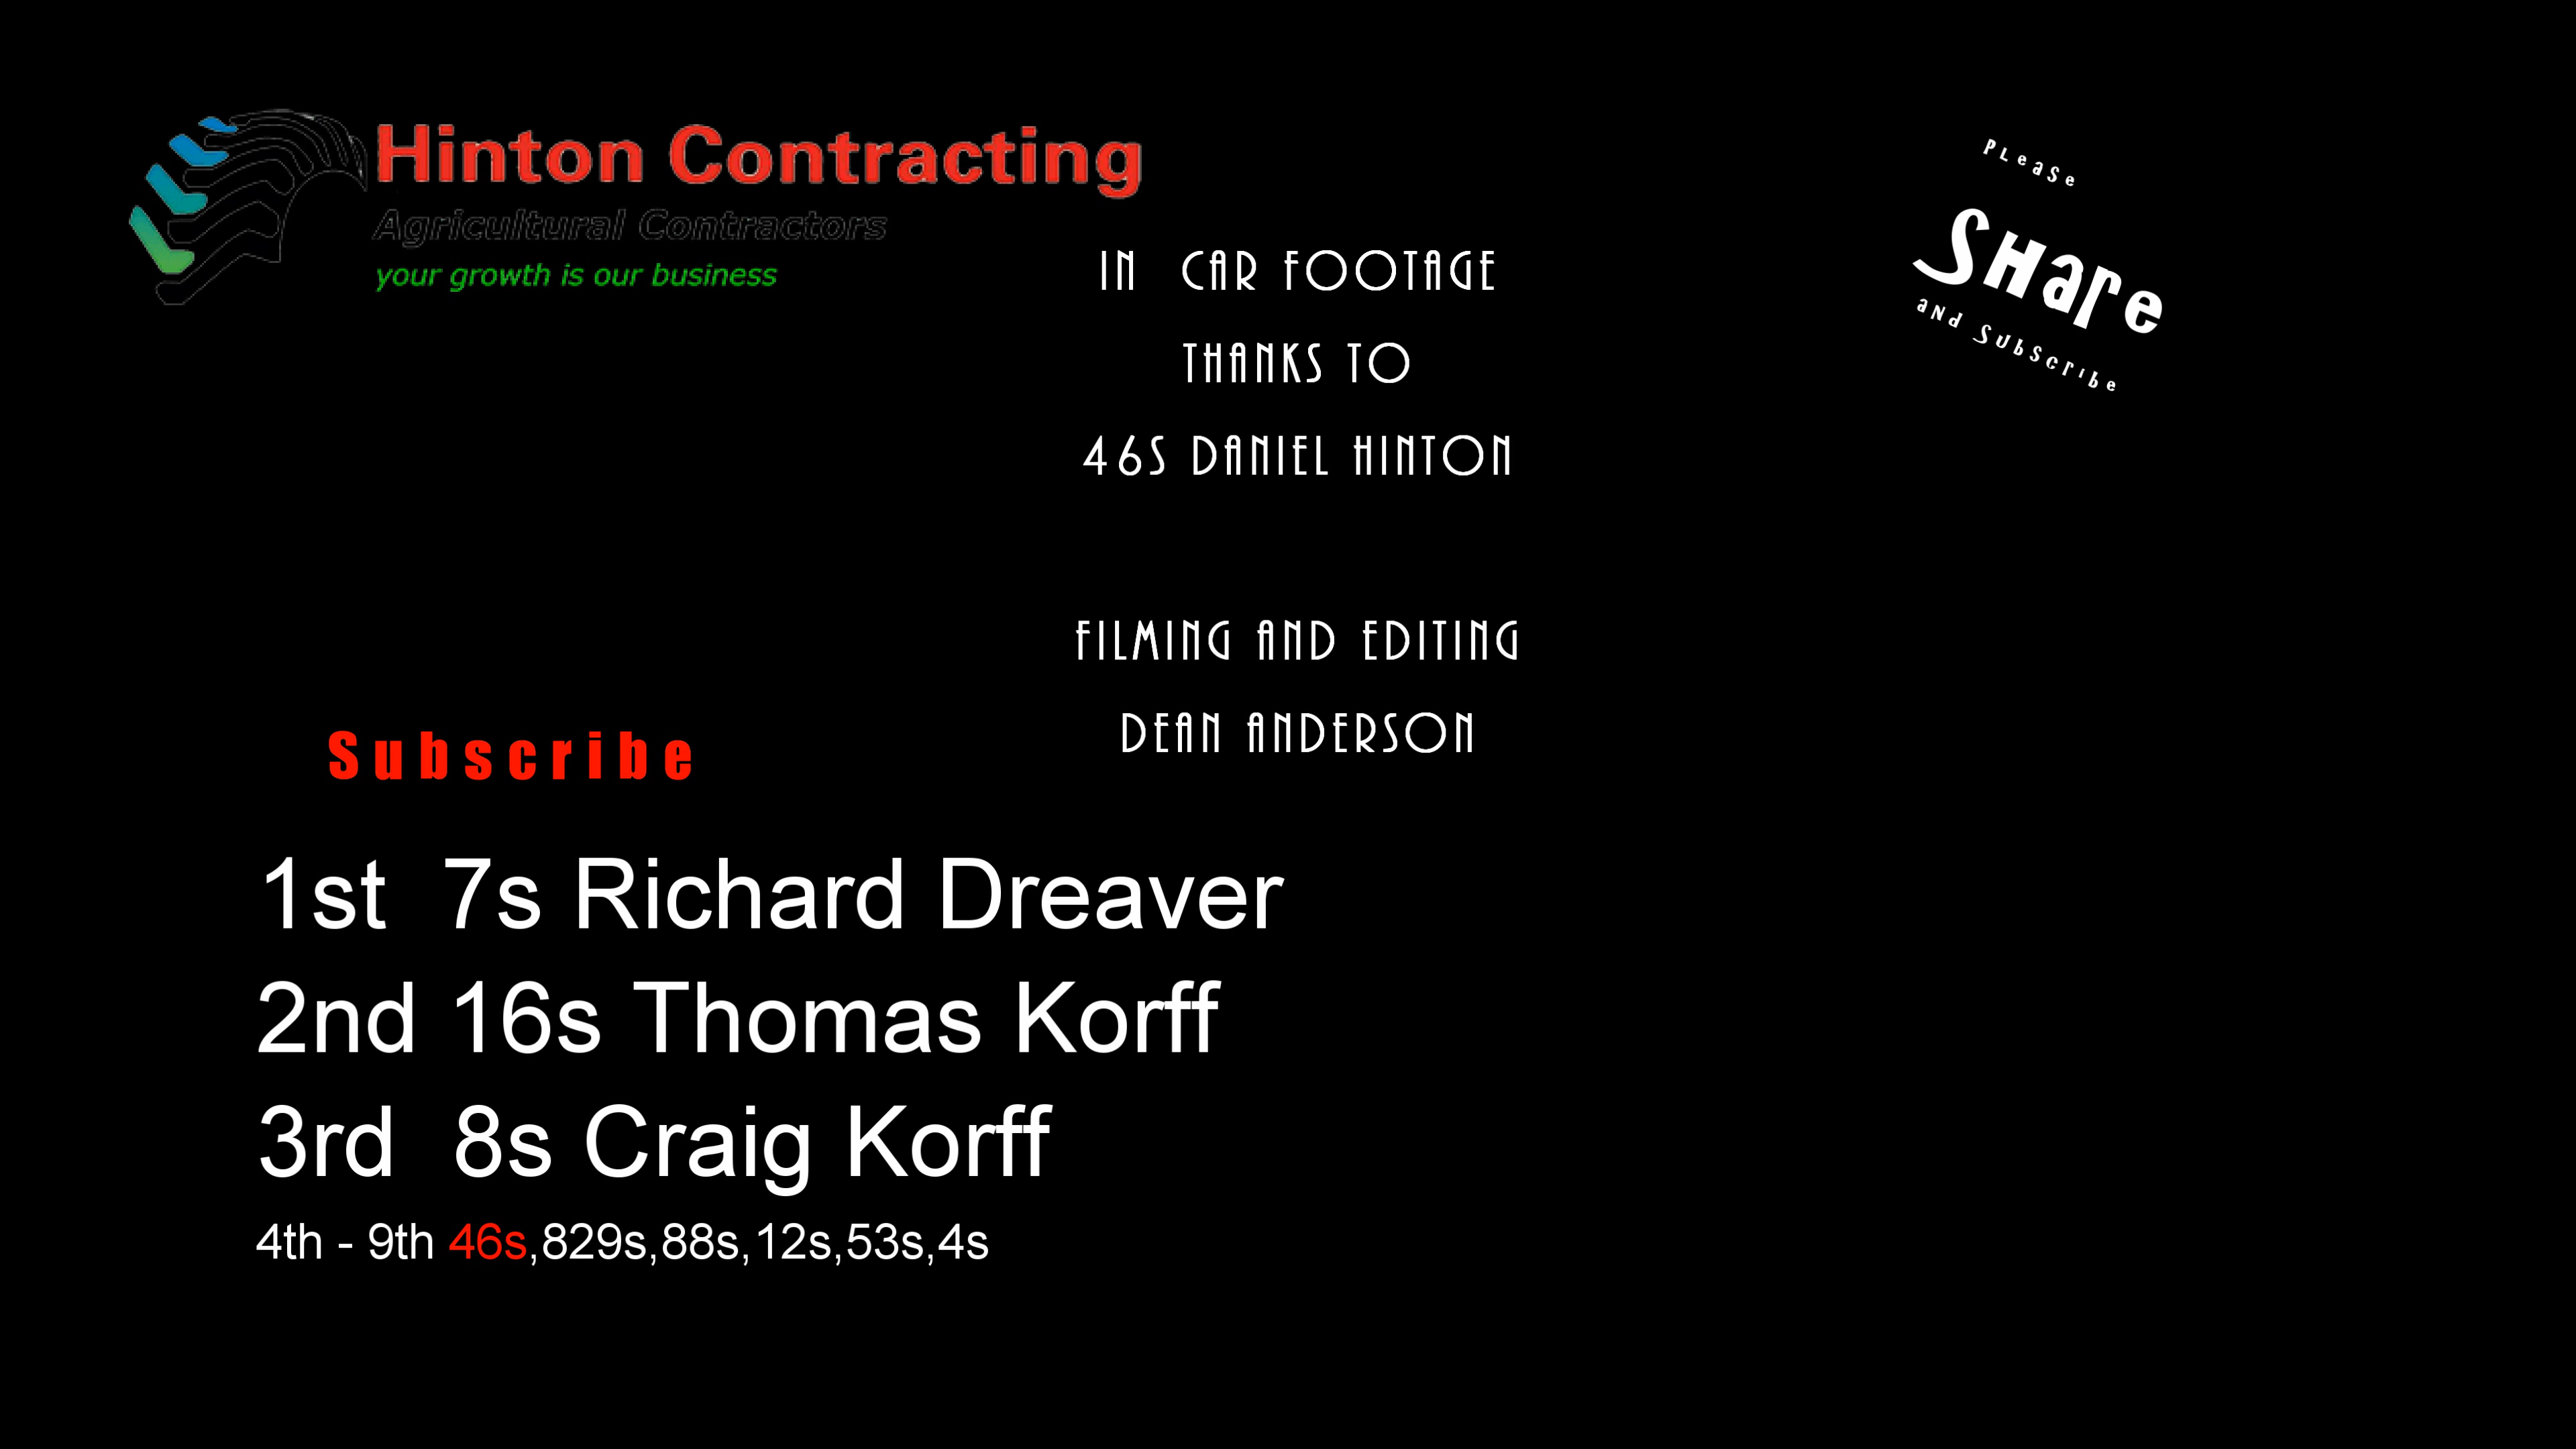 Hinton Contracting
Agricultural Contractors
your growth is our business
IN CAR FOOTAGE
THANKS TO
46S DANIEL HINTON
FILMING AND EDITING
DEAN ANDERSON
PLeaSe
SHare
aNd SubScribe
Subscribe
1st 7s Richard Dreaver
2nd 16s Thomas Korff
3rd 8s Craig Korff
4th - 9th 46s,829s,88s,12s,53s,4s